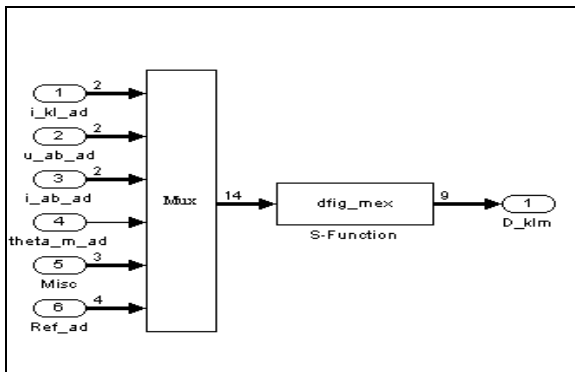 1 2
i_kl_ad
2 2
u_ab_ad
3 2
i_ab_ad
4
theta_m_ad
5 3
Misc
6 4
Ref_ad
Mux
14
dfig_mex
S-Function
9
1
D_klm